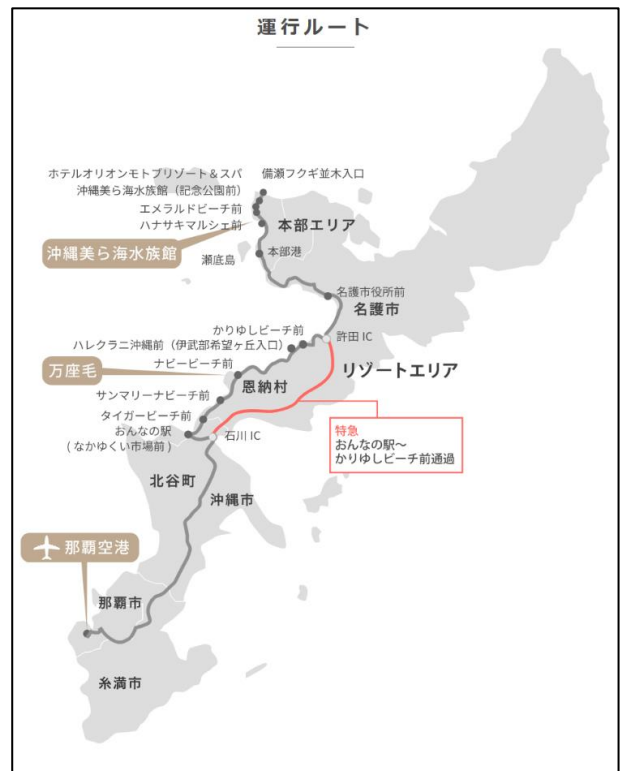 運行ルート
ホテルオリオンモトブリゾート＆スパ
備瀬フクギ並木入口
沖縄美ら海水族館（記念公園前）
エメラルドビーチ前
ハナサキマルシェ前
本部エリア
沖縄美ら海水族館
瀬底島
本部港
名護市役所前
名護市
かりゆしビーチ前
許田 IC
ハレクラニ沖縄前（伊武部希望ヶ丘入口）
ナビービーチ前
万座毛
リゾートエリア
恩納村
サンマリーナビーチ前
タイガービーチ前
おんなの駅
(なかゆくい市場前)
石川 IC
特急
おんなの駅～
かりゆしビーチ前通過
北谷町
沖縄市
那覇空港
那覇市
糸満市